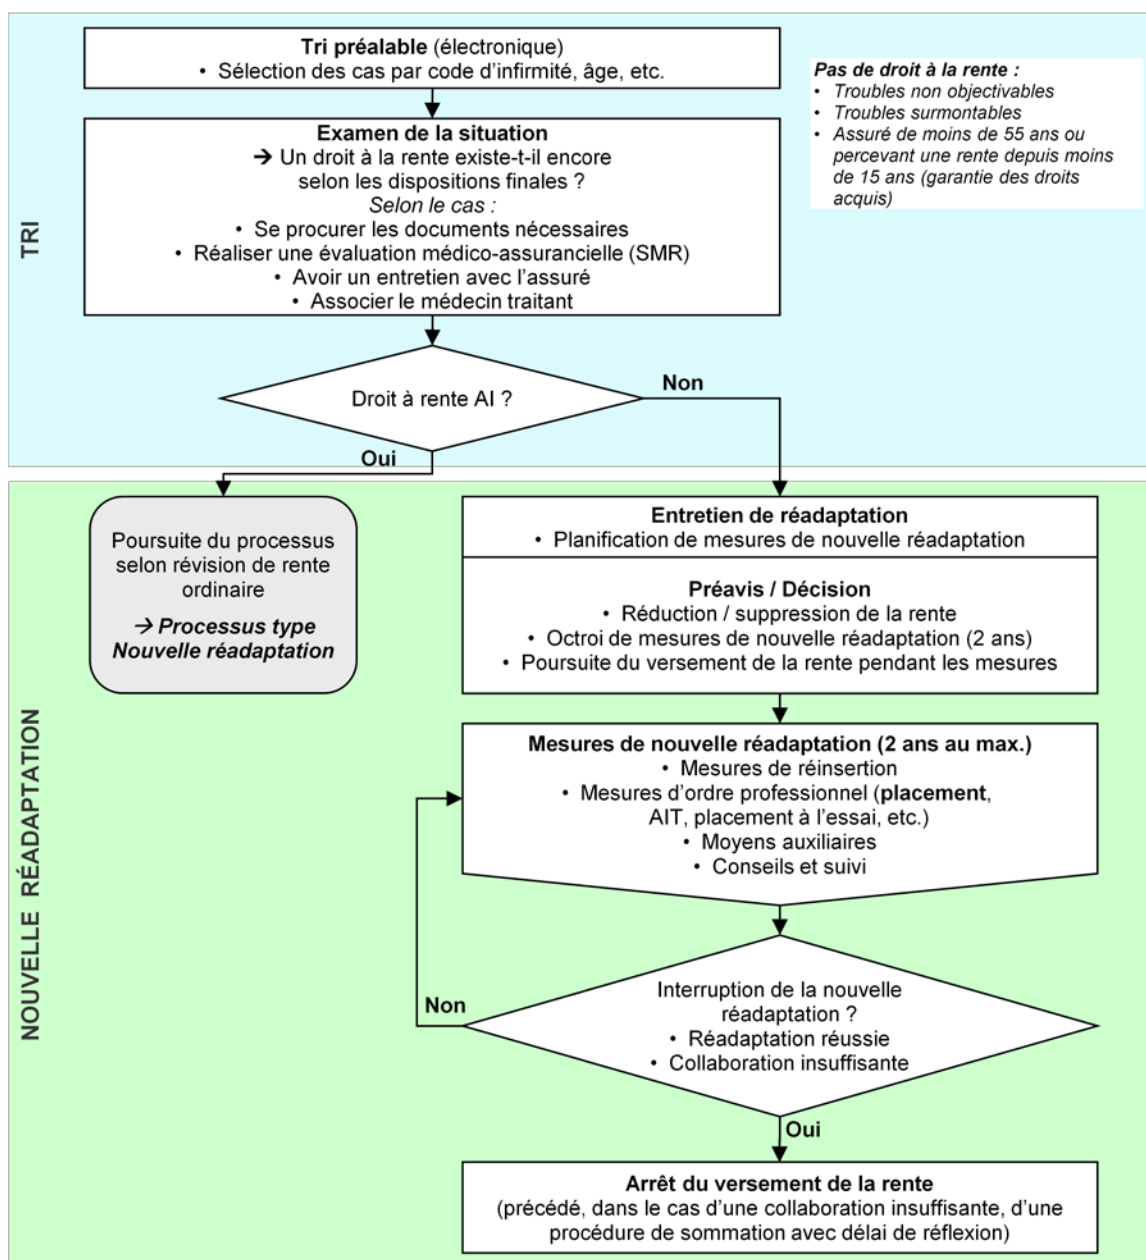 Tri préalable (électronique)
• Sélection des cas par code d'infirmité, âge, etc.
Pas de droit à la rente :
• Troubles non objectivables
• Troubles surmontables
• Assuré de moins de 55 ans ou
percevant une rente depuis moins
de 15 ans (garantie des droits
acquis)
Examen de la situation
→ Un droit à la rente existe-t-il encore
selon les dispositions finales ?
Selon le cas :
• Se procurer les documents nécessaires
• Réaliser une évaluation médico-assurancielle (SMR)
• Avoir un entretien avec l'assuré
• Associer le médecin traitant
TRI
Droit à rente AI ?
Non
Oui
Poursuite du processus
selon révision de rente
ordinaire
→ Processus type
Nouvelle réadaptation
Entretien de réadaptation
• Planification de mesures de nouvelle réadaptation
Préavis / Décision
• Réduction / suppression de la rente
• Octroi de mesures de nouvelle réadaptation (2 ans)
• Poursuite du versement de la rente pendant les mesures
NOUVELLE RÉADAPTATION
Mesures de nouvelle réadaptation (2 ans au max.)
• Mesures de réinsertion
• Mesures d'ordre professionnel (placement,
AIT, placement à l'essai, etc.)
• Moyens auxiliaires
• Conseils et suivi
Non
Interruption de la nouvelle
réadaptation ?
• Réadaptation réussie
• Collaboration insuffisante
Oui
Arrêt du versement de la rente
(précédé, dans le cas d'une collaboration insuffisante, d'une
procédure de sommation avec délai de réflexion)